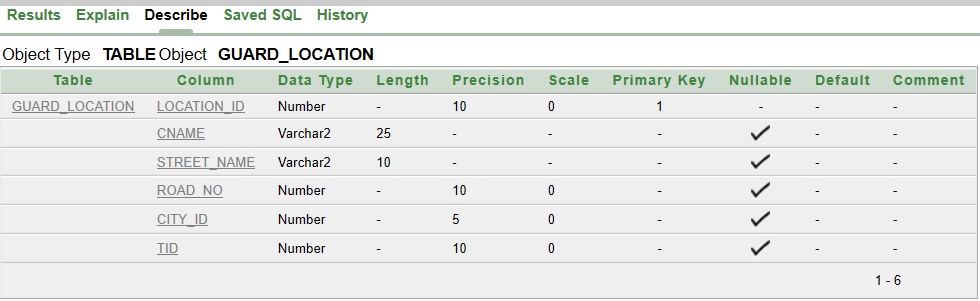 Results Explain Describe Saved SQL History
Object Type TABLE Object GUARD_LOCATION
Table Column Data Type Length Precision Scale Primary Key Nullable Default Comment
GUARD_LOCATION LOCATION_ID Number - 10 0 1 - - -
CNAME Varchar2 25 - - - ✓ - -
STREET_NAME Varchar2 10 - - - ✓ - -
ROAD_NO Number - 10 0 - ✓ - -
CITY_ID Number - 5 0 - ✓ - -
TID Number - 10 0 - ✓ - -
1 - 6